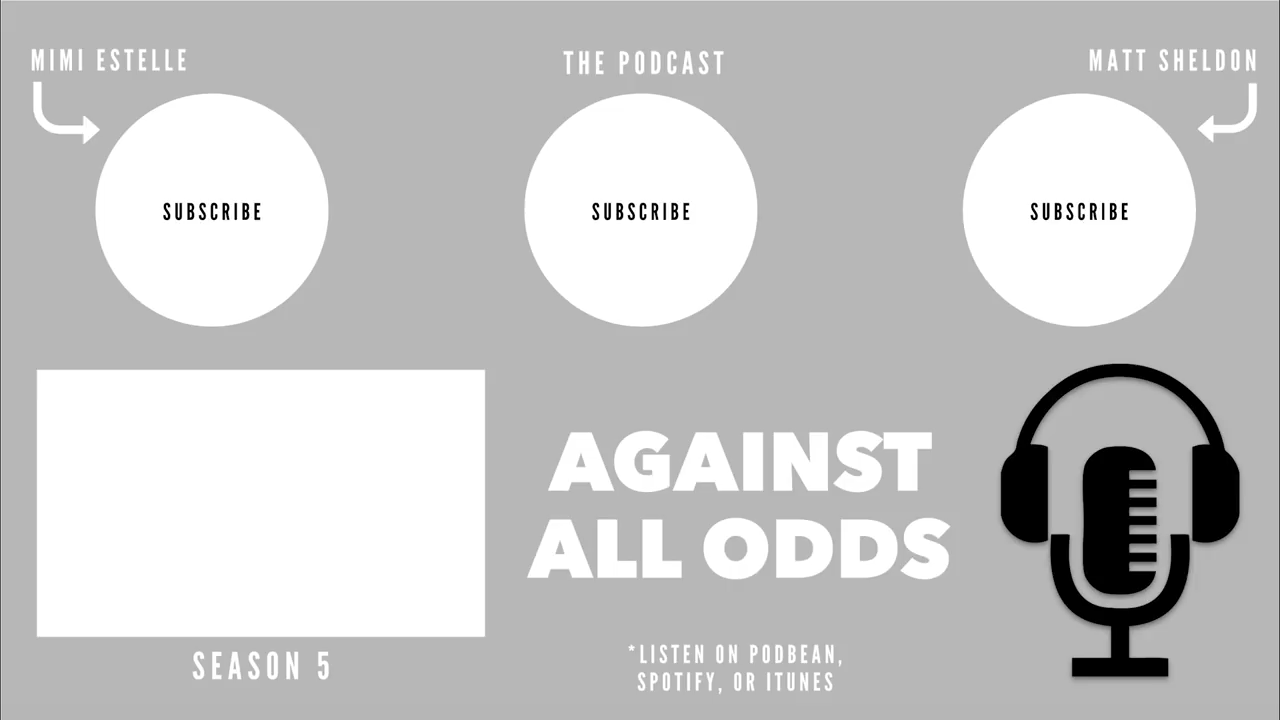 MIMI ESTELLE
THE PODCAST
MATT SHELDON
SUBSCRIBE
SUBSCRIBE
SUBSCRIBE
AGAINST
ALL ODDS
SEASON 5
*LISTEN ON PODBEAN,
SPOTIFY, OR ITUNES